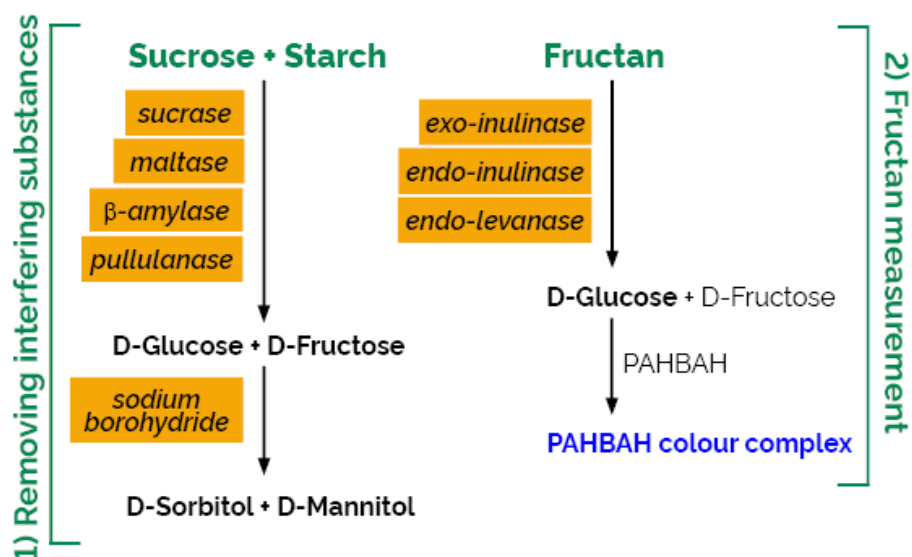 1) Removing interfering substances
Sucrose + Starch
sucrase
maltase
β-amylase
pullulanase
D-Glucose + D-Fructose
sodium
borohydride
D-Sorbitol + D-Mannitol
Fructan
exo-inulinase
endo-inulinase
endo-levanase
D-Glucose + D-Fructose
PAHBAH
PAHBAH colour complex
2) Fructan measurement